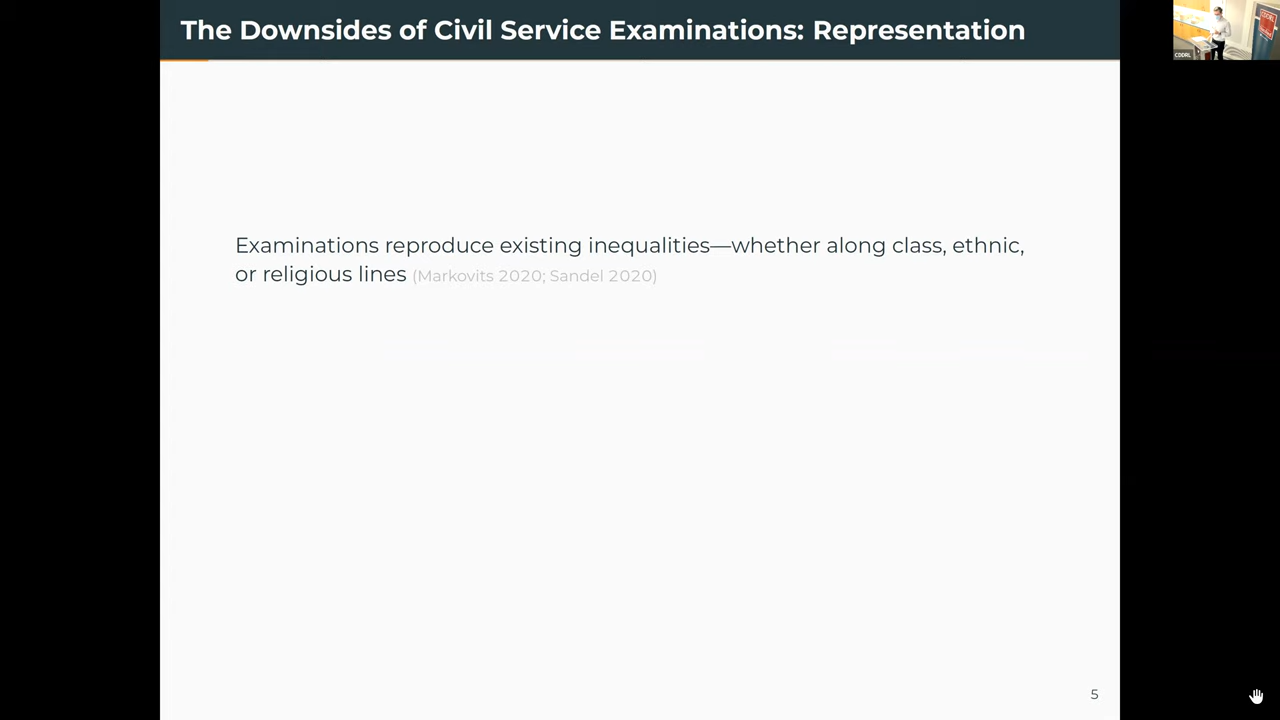 The Downsides of Civil Service Examinations: Representation
CDDRL
Examinations reproduce existing inequalities—whether along class, ethnic,
or religious lines (Markovits 2020; Sandel 2020)
5